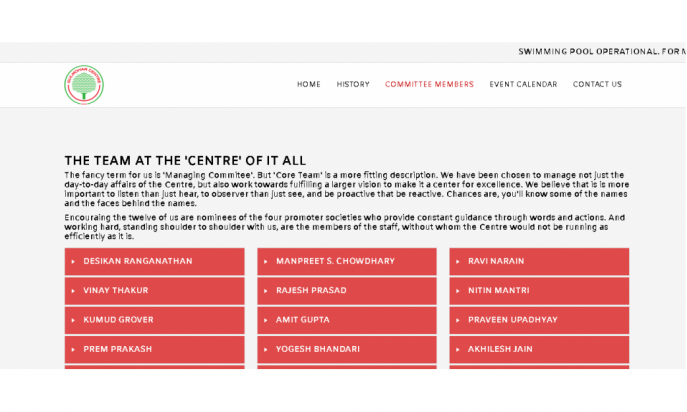 SWIMMING POOL OPERATIONAL. FOR M
HOME HISTORY COMMITTEE MEMBERS EVENT CALENDAR CONTACT US
THE TEAM AT THE 'CENTRE' OF IT ALL
The fancy term for us is 'Managing Commitee'. But 'Core Team' is a more fitting description. We have been chosen to manage not just the
day-to-day affairs of the Centre, but also work towards fulfilling a larger vision to make it a center for excellence. We believe that is is more
important to listen than just hear, to observer than just see, and be proactive that be reactive. Chances are, you'll know some of the names
and the faces behind the names.
Encouraing the twelve of us are nominees of the four promoter societies who provide constant guidance through words and actions. And
working hard, standing shoulder to shoulder with us, are the members of the staff, without whom the Centre would not be running as
efficiently as it is.
DESIKAN RANGANATHAN MANPREET S. CHOWDHARY RAVI NARAIN
VINAY THAKUR RAJESH PRASAD NITIN MANTRI
KUMUD GROVER AMIT GUPTA PRAVEEN UPADHYAY
PREM PRAKASH YOGESH BHANDARI AKHILESH JAIN